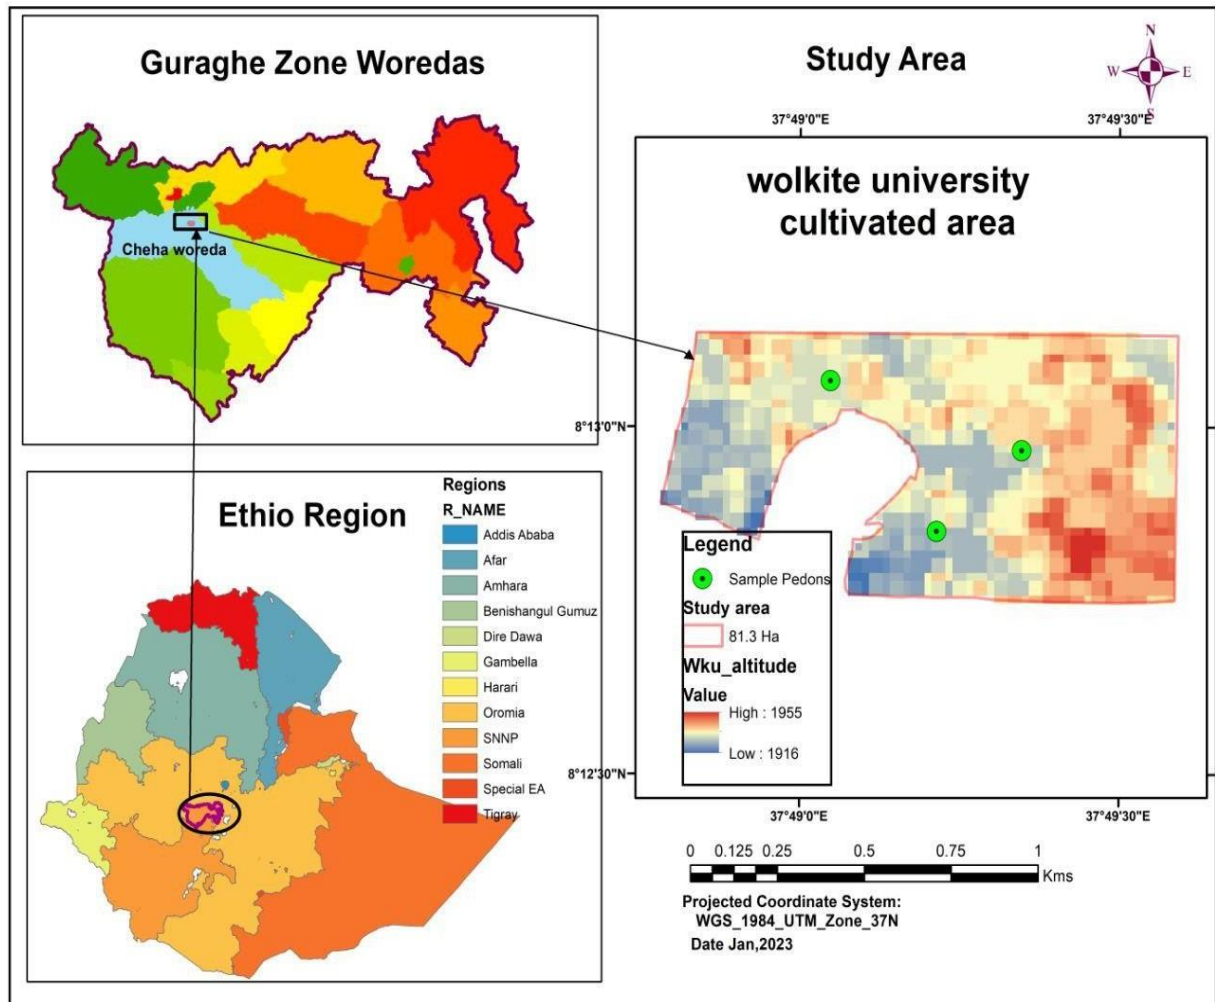 Guraghe Zone Woredas
Cheha woreda
Ethio Region
Regions
R_NAME
Addis Ababa
Afar
Amhara
Benishangul Gumuz
Dire Dawa
Gambella
Harari
Oromia
SNNP
Somali
Special EA
Tigray
Study Area
N
W E
S
37°49'0"E 37°49'30"E
wolkite university
cultivated area
8°13'0"N
8°12'30"N
Legend
Sample Pedons
Study area
81.3 Ha
Wku_altitude
Value
High : 1955
Low : 1916
37°49'0"E 37°49'30"E
0 0.125 0.25 0.5 0.75 1
Kms
Projected Coordinate System:
WGS_1984_UTM_Zone_37N
Date Jan,2023